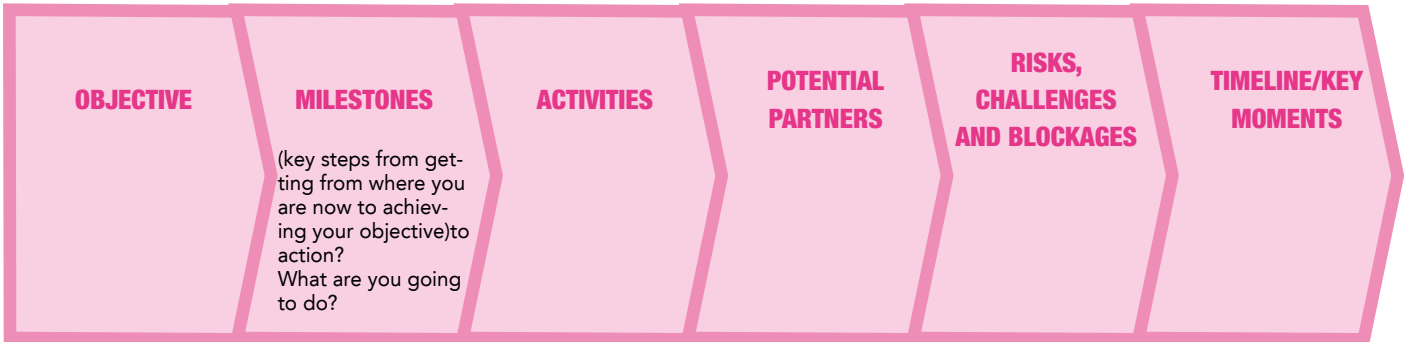 OBJECTIVE
MILESTONES
(key steps from get-
ting from where you
are now to achiev-
ing your objective)to
action?
What are you going
to do?
ACTIVITIES
POTENTIAL
PARTNERS
RISKS,
CHALLENGES
AND BLOCKAGES
TIMELINE/KEY
MOMENTS